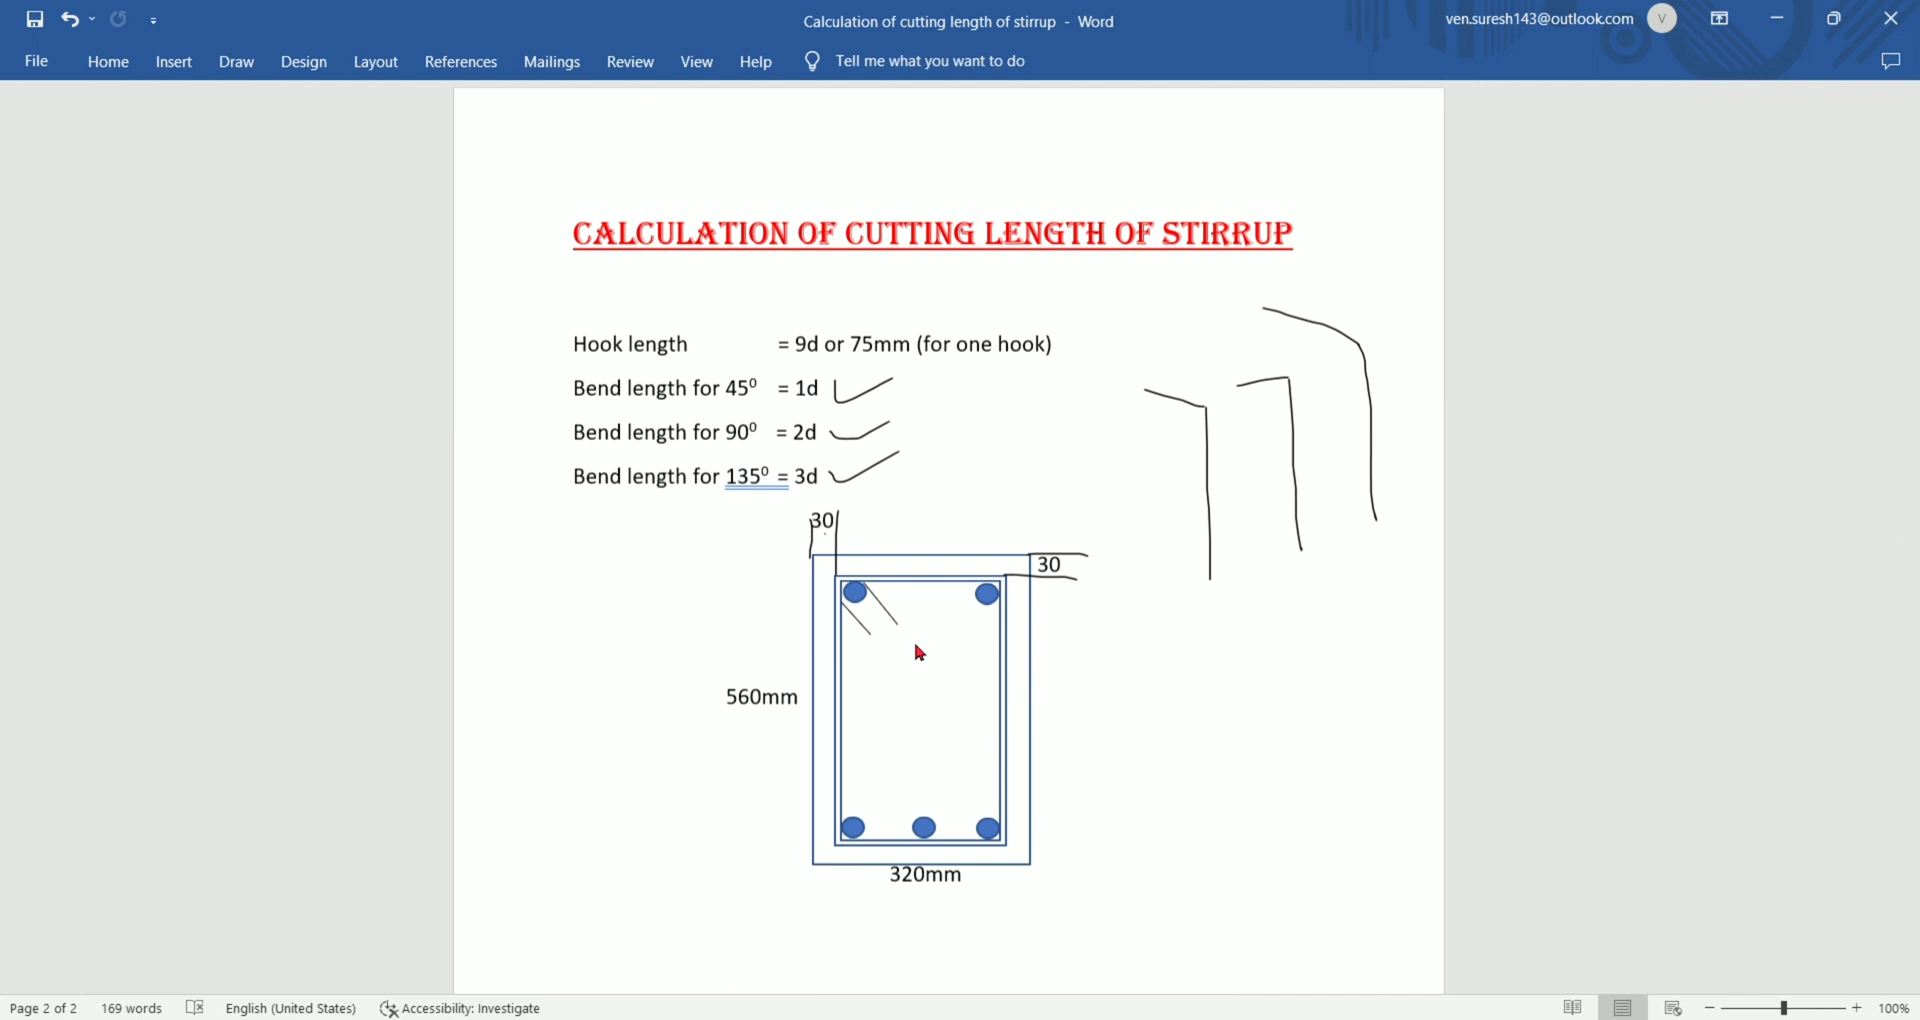 Calculation of cutting length of stirrup - Word
ven.suresh143@outlook.com
V
File Home Insert Draw Design Layout References Mailings Review View Help Tell me what you want to do
CALCULATION OF CUTTING LENGTH OF STIRRUP
Hook length = 9d or 75mm (for one hook)
Bend length for 45⁰ = 1d
Bend length for 90⁰ = 2d
Bend length for 135⁰ = 3d
30
30
560mm
320mm
Page 2 of 2 169 words English (United States) Accessibility: Investigate 100%